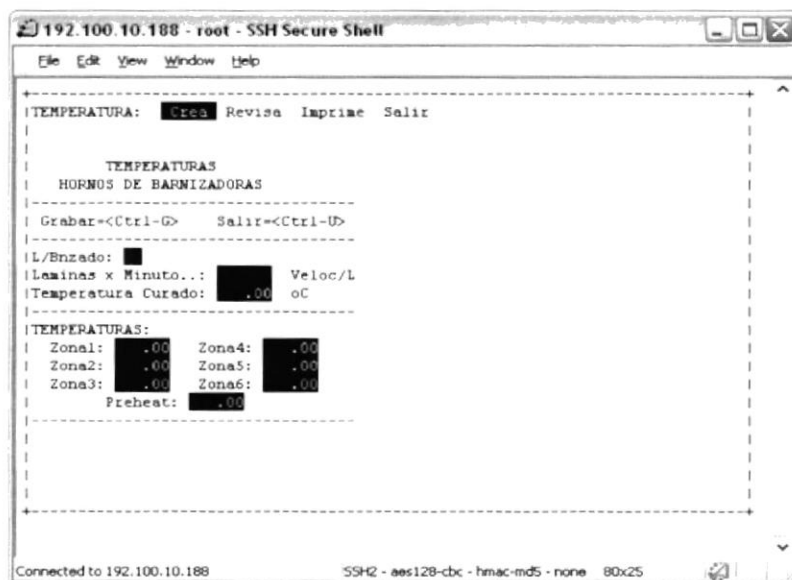 192.100.10.188 - root - SSH Secure Shell
File Edit View Window Help
TEMPERATURA: Crea Revisa Imprime Salir
TEMPERATURAS
HORNOS DE BARNIZADORAS
Grabar=<Ctrl-G> Salir=<Ctrl-U>
L/Bnzado:
Laminas x Minuto..: Veloc/L
Temperatura Curado: .00 oC
TEMPERATURAS:
Zona1: .00 Zona4: .00
Zona2: .00 Zona5: .00
Zona3: .00 Zona6: .00
Preheat: .00
Connected to 192.100.10.188 SSH2 - aes128-cbc - hmac-md5 - none 80x25